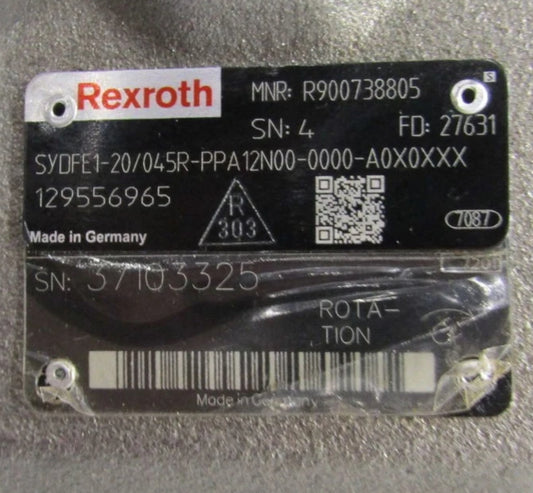 Rexroth MNR: R900738805
SN: 4 FD: 27631
SYDFE1-20/045R-PPA12N00-0000-A0X0XXX
129556965
R
303
7087
Made in Germany
SN: 37103325
ROTA-
TION
Made in Germany